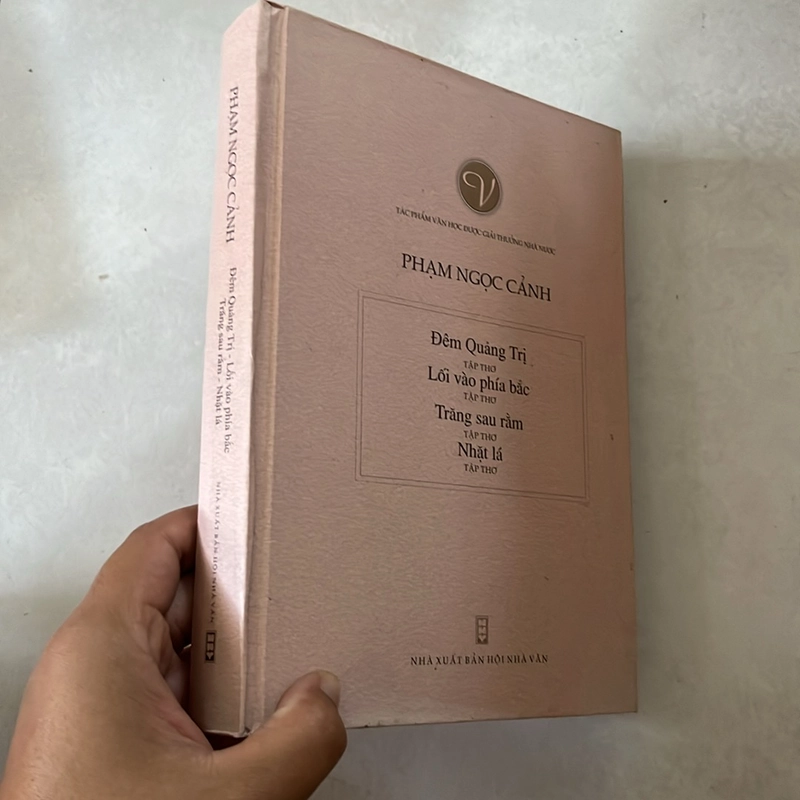 PHẠM NGỌC CẢNH
Đêm Quảng Trị - Lối vào phía bắc
Trăng sau rằm - Nhặt lá
NHÀ XUẤT BẢN HỘI NHÀ VĂN
V
TÁC PHẨM VĂN HỌC ĐƯỢC GIẢI THƯỞNG NHÀ NƯỚC
PHẠM NGỌC CẢNH
Đêm Quảng Trị
TẬP THƠ
Lối vào phía bắc
TẬP THƠ
Trăng sau rằm
TẬP THƠ
Nhặt lá
TẬP THƠ
NHÀ XUẤT BẢN HỘI NHÀ VĂN